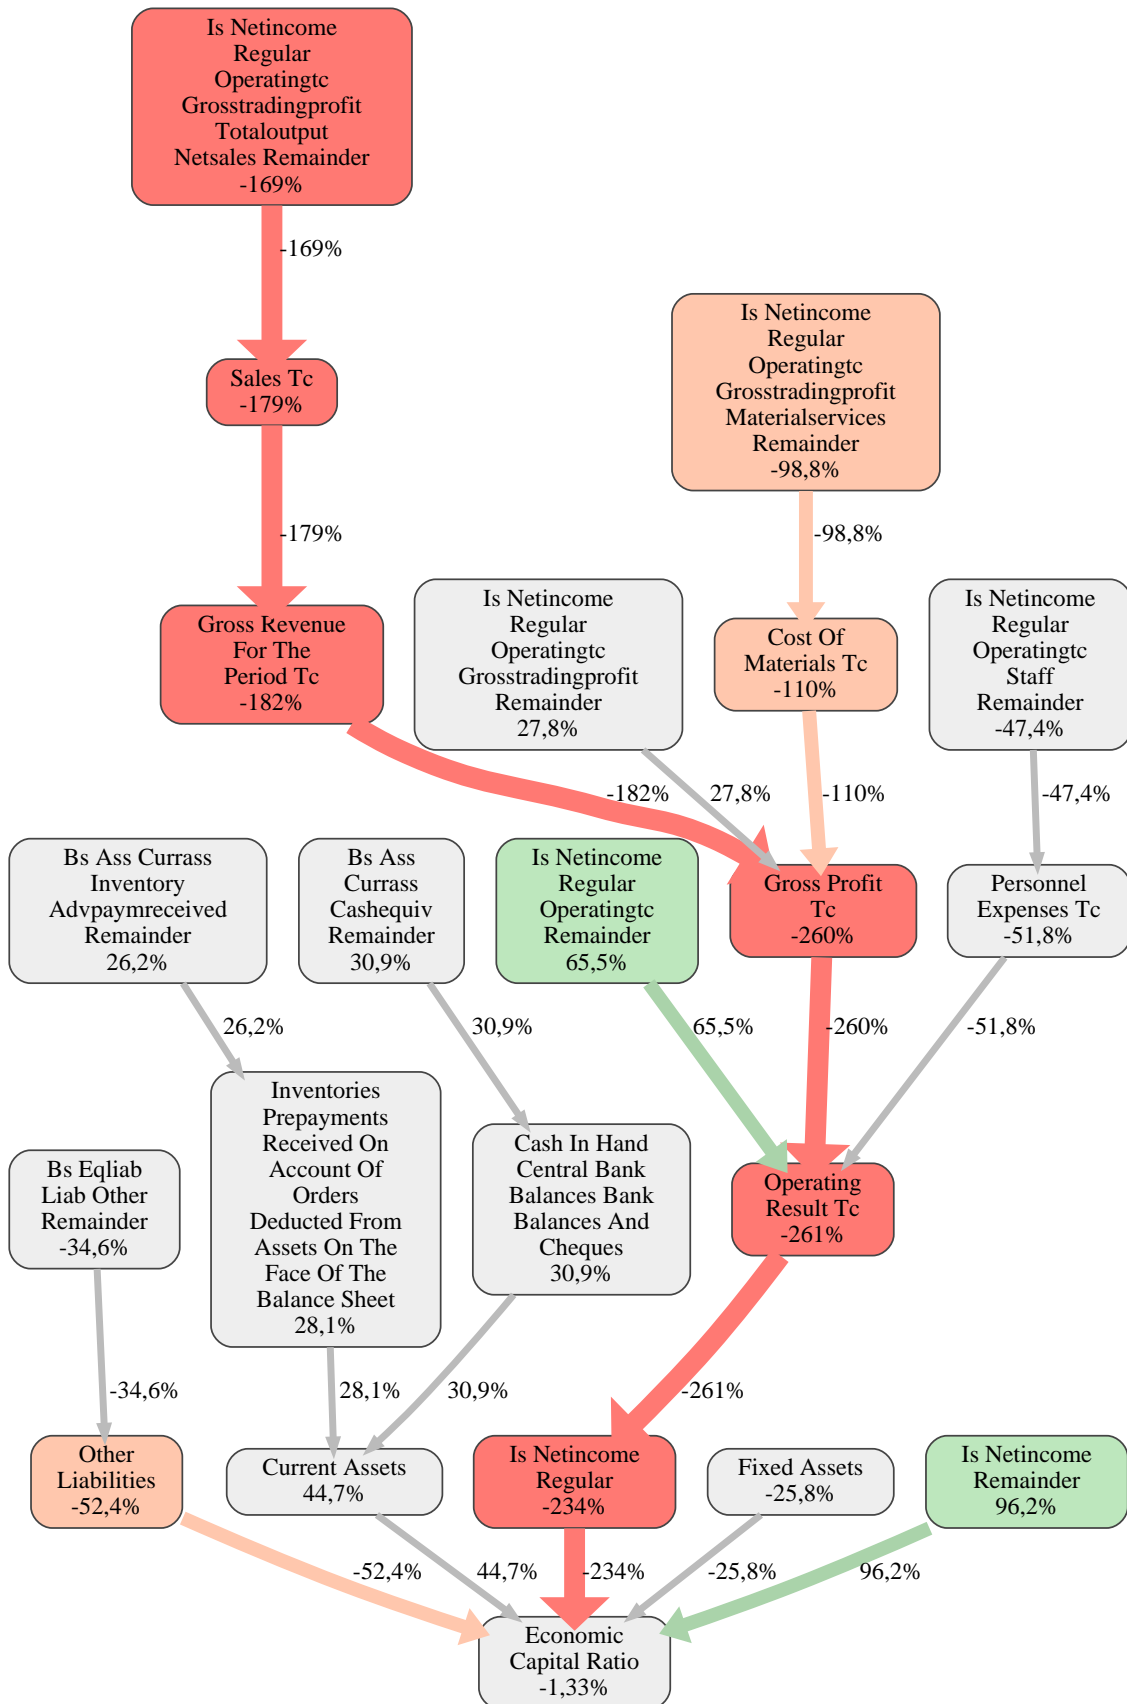 Is Netincome
Regular
Operatingtc
Grosstradingprofit
Totaloutput
Netsales Remainder
-169%
-169%
Sales Tc
-179%
-179%
Is Netincome
Regular
Operatingtc
Grosstradingprofit
Materialservices
Remainder
-98,8%
-98,8%
Gross Revenue
For The
Period Tc
-182%
Is Netincome
Regular
Operatingtc
Grosstradingprofit
Remainder
27,8%
Cost Of
Materials Tc
-110%
Is Netincome
Regular
Operatingtc
Staff
Remainder
-47,4%
-182%
27,8%
-110%
-47,4%
Bs Ass Currass
Inventory
Advpaymreceived
Remainder
26,2%
Bs Ass
Currass
Cashequiv
Remainder
30,9%
Is Netincome
Regular
Operatingtc
Remainder
65,5%
Gross Profit
Tc
-260%
Personnel
Expenses Tc
-51,8%
26,2%
30,9%
65,5%
-260%
-51,8%
Bs Eqliab
Liab Other
Remainder
-34,6%
Inventories
Prepayments
Received On
Account Of
Orders
Deducted From
Assets On The
Face Of The
Balance Sheet
28,1%
Cash In Hand
Central Bank
Balances Bank
Balances And
Cheques
30,9%
Operating
Result Tc
-261%
-34,6%
28,1%
30,9%
-261%
Other
Liabilities
-52,4%
Current Assets
44,7%
Is Netincome
Regular
-234%
Fixed Assets
-25,8%
Is Netincome
Remainder
96,2%
-52,4%
44,7%
-234%
-25,8%
96,2%
Economic
Capital Ratio
-1,33%